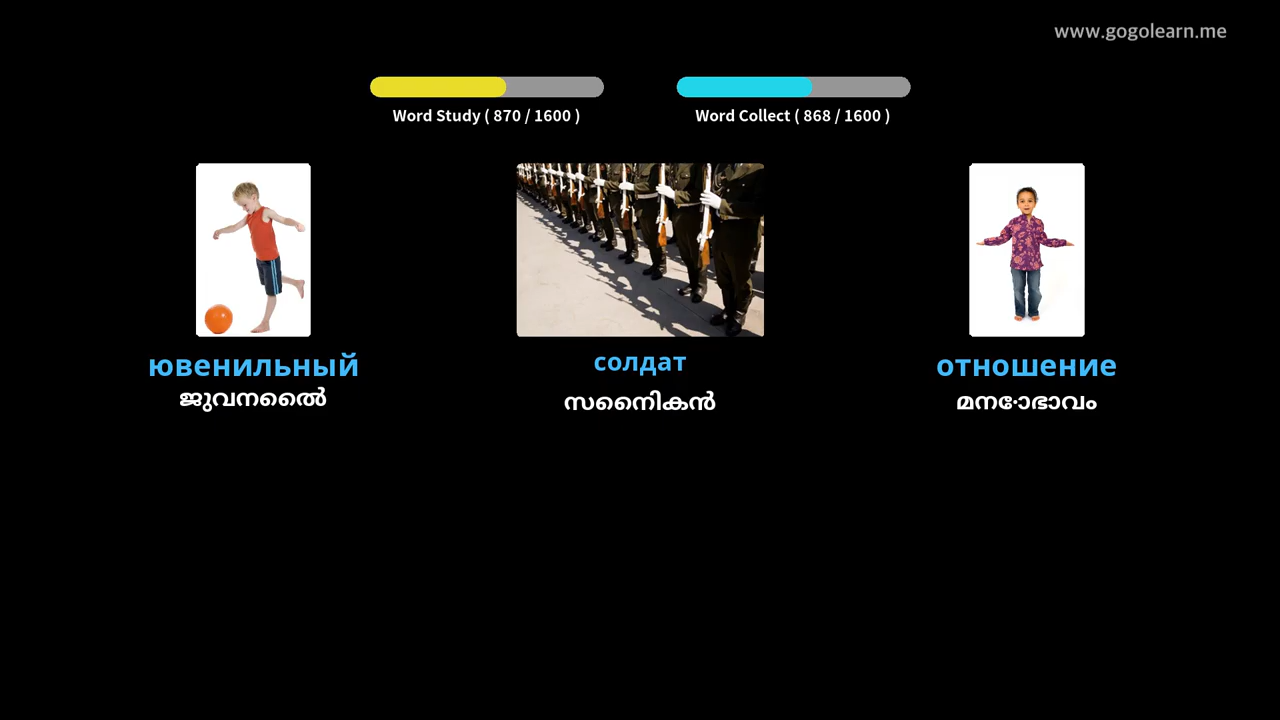 www.gogolearn.me
Word Study ( 870 / 1600 )
Word Collect ( 868 / 1600 )
ювенильный
солдат
отношение
ജുവനൈൽ
സൈനികൻ
മനോഭാവം